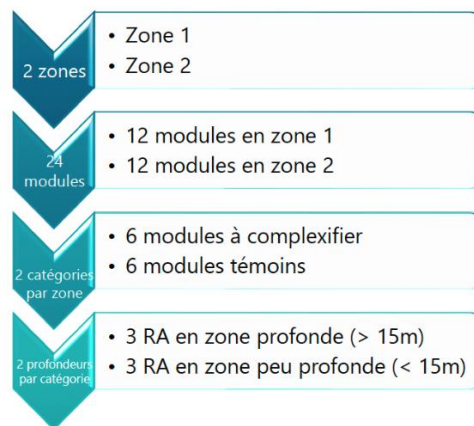 2 zones
• Zone 1
• Zone 2
24
modules
• 12 modules en zone 1
• 12 modules en zone 2
2 catégories
par zone
• 6 modules à complexifier
• 6 modules témoins
2 profondeurs
par catégorie
• 3 RA en zone profonde (> 15m)
• 3 RA en zone peu profonde (< 15m)